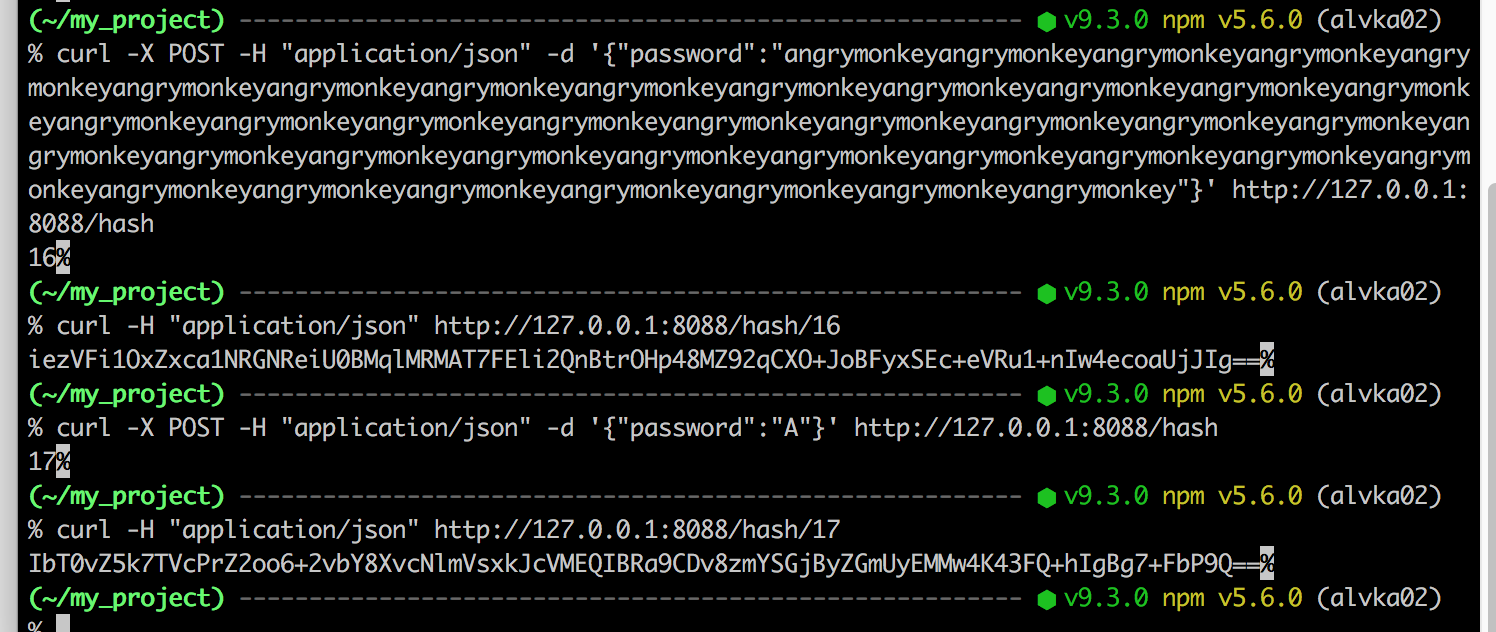 (~/my_project) -------------------------------------------------------- ⬢ v9.3.0 npm v5.6.0 (alvka02)
% curl -X POST -H "application/json" -d '{"password":"angrymonkeyangrymonkeyangrymonkeyangrymonkeyangry
monkeyangrymonkeyangrymonkeyangrymonkeyangrymonkeyangrymonkeyangrymonkeyangrymonkeyangrymonkeyangrymonk
eyangrymonkeyangrymonkeyangrymonkeyangrymonkeyangrymonkeyangrymonkeyangrymonkeyangrymonkeyangrymonkeyan
grymonkeyangrymonkeyangrymonkeyangrymonkeyangrymonkeyangrymonkeyangrymonkeyangrymonkeyangrymonkeyangrym
onkeyangrymonkeyangrymonkeyangrymonkeyangrymonkeyangrymonkeyangrymonkeyangrymonkey"}' http://127.0.0.1:
8088/hash
16%
(~/my_project) -------------------------------------------------------- ⬢ v9.3.0 npm v5.6.0 (alvka02)
% curl -H "application/json" http://127.0.0.1:8088/hash/16
iezVFi1OxZxca1NRGNReiU0BMqlMRMAT7FEli2QnBtrOHp48MZ92qCXO+JoBFyxSEc+eVRu1+nIw4ecoaUjJIg==%
(~/my_project) -------------------------------------------------------- ⬢ v9.3.0 npm v5.6.0 (alvka02)
% curl -X POST -H "application/json" -d '{"password":"A"}' http://127.0.0.1:8088/hash
17%
(~/my_project) -------------------------------------------------------- ⬢ v9.3.0 npm v5.6.0 (alvka02)
% curl -H "application/json" http://127.0.0.1:8088/hash/17
IbT0vZ5k7TVcPrZ2oo6+2vbY8XvcNlmVsxkJcVMEQIBRa9CDv8zmYSGjByZGmUyEMMw4K43FQ+hIgBg7+FbP9Q==%
(~/my_project) -------------------------------------------------------- ⬢ v9.3.0 npm v5.6.0 (alvka02)
%